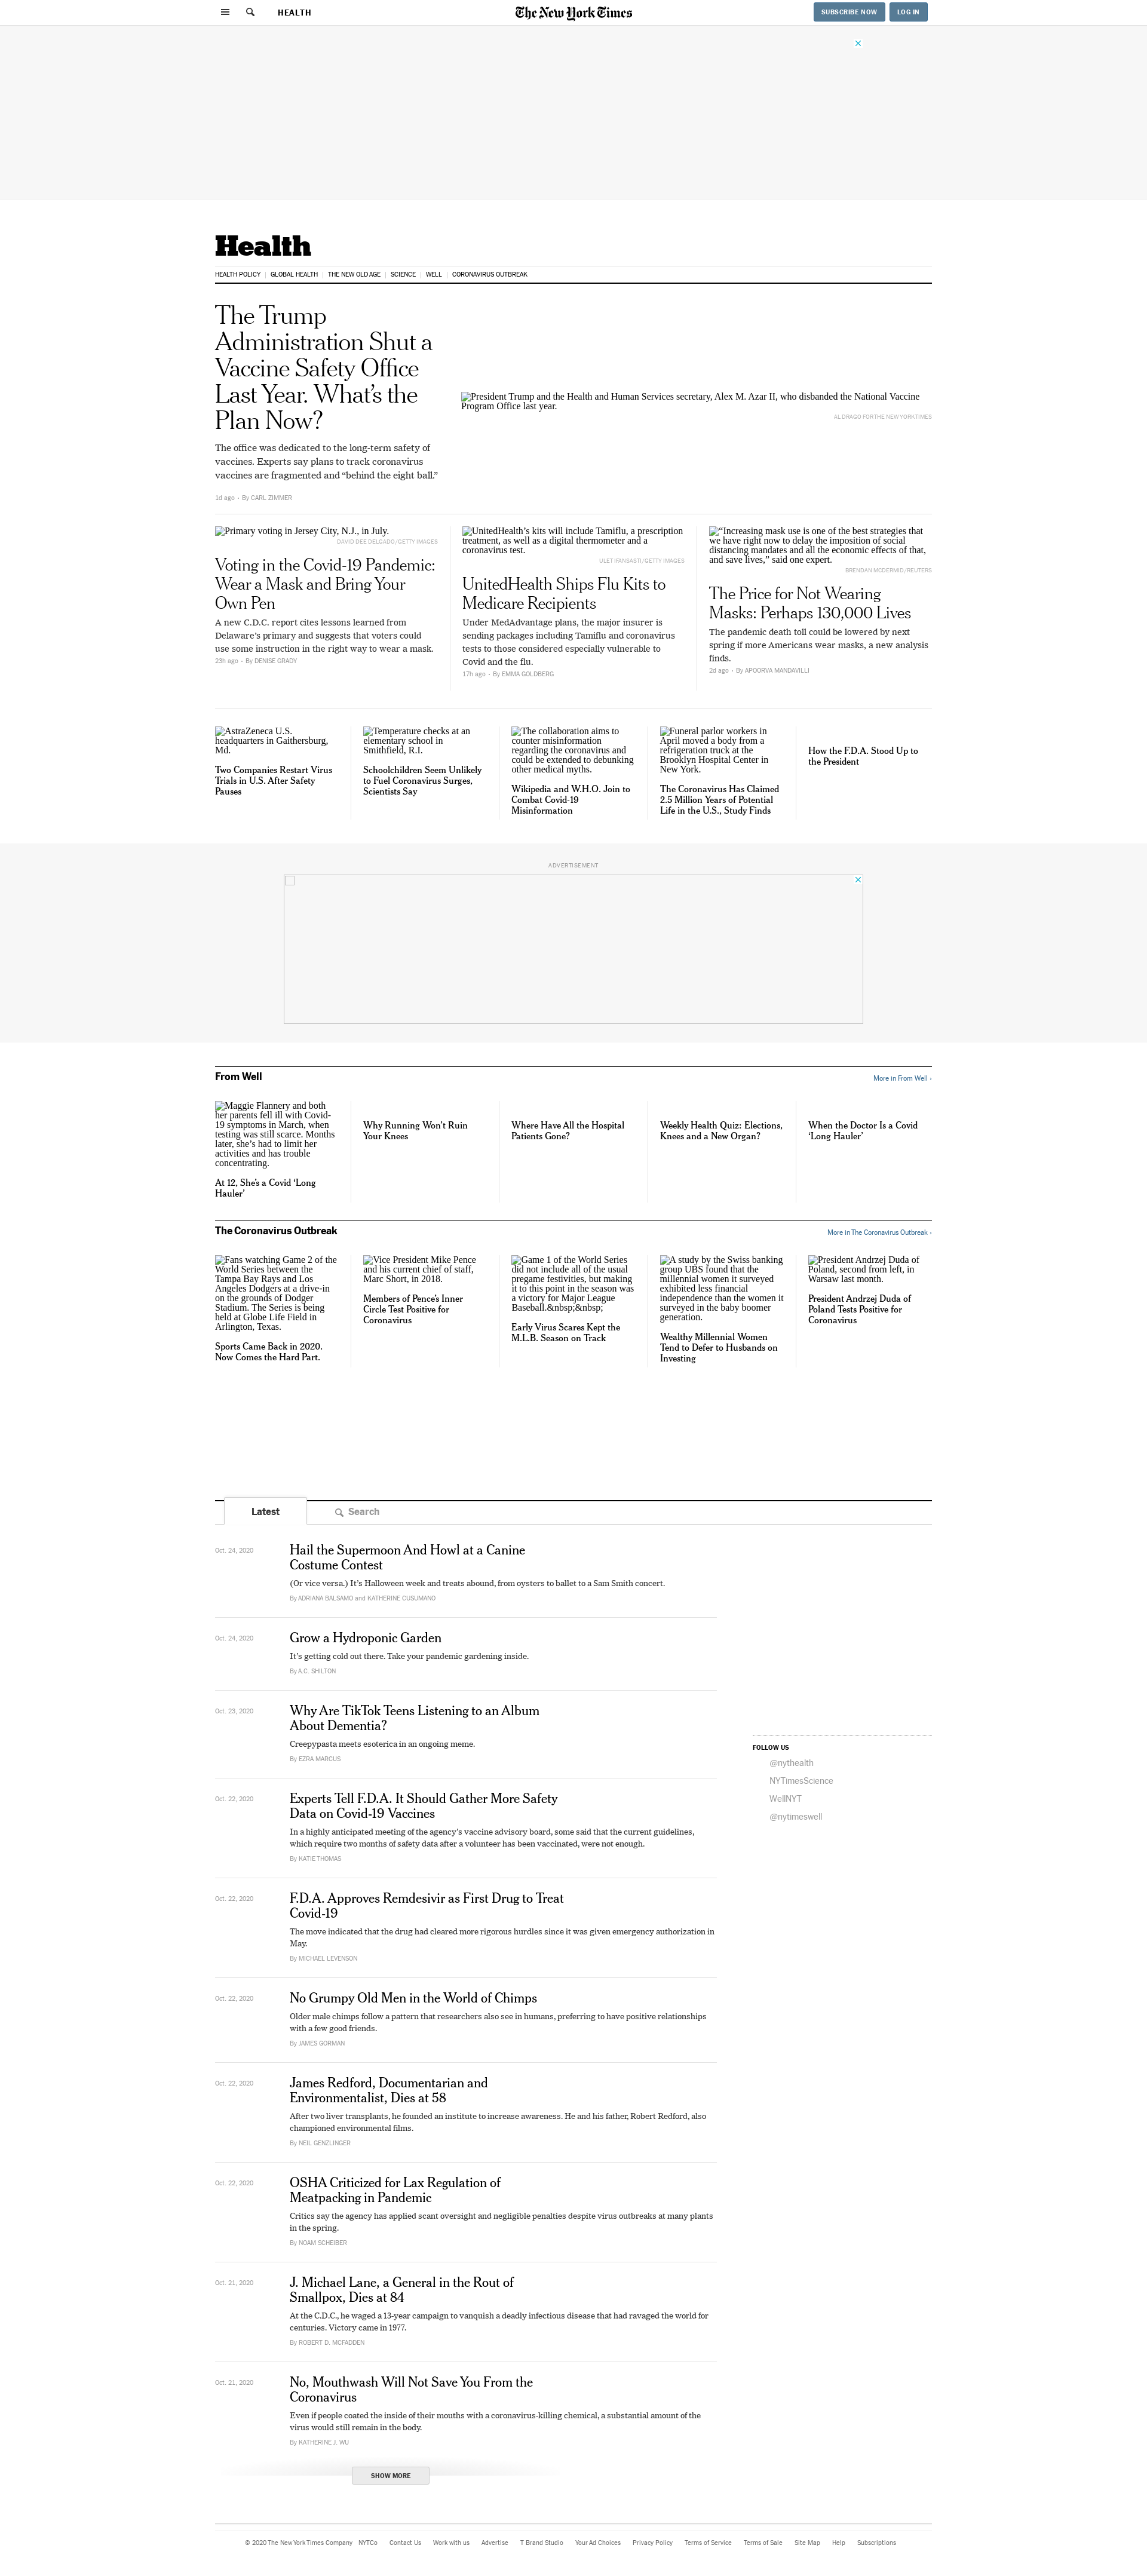 HEALTH
The New York Times
SUBSCRIBE NOW
LOG IN
Health
HEALTH POLICY | GLOBAL HEALTH | THE NEW OLD AGE | SCIENCE | WELL | CORONAVIRUS OUTBREAK
The Trump
Administration Shut a
Vaccine Safety Office
Last Year. What’s the
Plan Now?
The office was dedicated to the long-term safety of
vaccines. Experts say plans to track coronavirus
vaccines are fragmented and “behind the eight ball.”
1d ago • By CARL ZIMMER
President Trump and the Health and Human Services secretary, Alex M. Azar II, who disbanded the National Vaccine
Program Office last year.
AL DRAGO FOR THE NEW YORK TIMES
Primary voting in Jersey City, N.J., in July.
DAVID DEE DELGADO/GETTY IMAGES
Voting in the Covid-19 Pandemic:
Wear a Mask and Bring Your
Own Pen
A new C.D.C. report cites lessons learned from
Delaware’s primary and suggests that voters could
use some instruction in the right way to wear a mask.
23h ago • By DENISE GRADY
UnitedHealth’s kits will include Tamiflu, a prescription
treatment, as well as a digital thermometer and a
coronavirus test.
ULET IFANSASTI/GETTY IMAGES
UnitedHealth Ships Flu Kits to
Medicare Recipients
Under MedAdvantage plans, the major insurer is
sending packages including Tamiflu and coronavirus
tests to those considered especially vulnerable to
Covid and the flu.
17h ago • By EMMA GOLDBERG
“Increasing mask use is one of the best strategies that
we have right now to delay the imposition of social
distancing mandates and all the economic effects of that,
and save lives,” said one expert.
BRENDAN MCDERMID/REUTERS
The Price for Not Wearing
Masks: Perhaps 130,000 Lives
The pandemic death toll could be lowered by next
spring if more Americans wear masks, a new analysis
finds.
2d ago • By APOORVA MANDAVILLI
AstraZeneca U.S.
headquarters in Gaithersburg,
Md.
Two Companies Restart Virus
Trials in U.S. After Safety
Pauses
Temperature checks at an
elementary school in
Smithfield, R.I.
Schoolchildren Seem Unlikely
to Fuel Coronavirus Surges,
Scientists Say
The collaboration aims to
counter misinformation
regarding the coronavirus and
could be extended to debunking
other medical myths.
Wikipedia and W.H.O. Join to
Combat Covid-19
Misinformation
Funeral parlor workers in
April moved a body from a
refrigeration truck at the
Brooklyn Hospital Center in
New York.
The Coronavirus Has Claimed
2.5 Million Years of Potential
Life in the U.S., Study Finds
How the F.D.A. Stood Up to
the President
ADVERTISEMENT
From Well
More in From Well ›
Maggie Flannery and both
her parents fell ill with Covid-
19 symptoms in March, when
testing was still scarce. Months
later, she’s had to limit her
activities and has trouble
concentrating.
At 12, She’s a Covid ‘Long
Hauler’
Why Running Won’t Ruin
Your Knees
Where Have All the Hospital
Patients Gone?
Weekly Health Quiz: Elections,
Knees and a New Organ?
When the Doctor Is a Covid
‘Long Hauler’
The Coronavirus Outbreak
More in The Coronavirus Outbreak ›
Fans watching Game 2 of the
World Series between the
Tampa Bay Rays and Los
Angeles Dodgers at a drive-in
on the grounds of Dodger
Stadium. The Series is being
held at Globe Life Field in
Arlington, Texas.
Sports Came Back in 2020.
Now Comes the Hard Part.
Vice President Mike Pence
and his current chief of staff,
Marc Short, in 2018.
Members of Pence’s Inner
Circle Test Positive for
Coronavirus
Game 1 of the World Series
did not include all of the usual
pregame festivities, but making
it to this point in the season was
a victory for Major League
Baseball.&nbsp;&nbsp;
Early Virus Scares Kept the
M.L.B. Season on Track
A study by the Swiss banking
group UBS found that the
millennial women it surveyed
exhibited less financial
independence than the women it
surveyed in the baby boomer
generation.
Wealthy Millennial Women
Tend to Defer to Husbands on
Investing
President Andrzej Duda of
Poland, second from left, in
Warsaw last month.
President Andrzej Duda of
Poland Tests Positive for
Coronavirus
Latest
Search
Oct. 24, 2020
Hail the Supermoon And Howl at a Canine
Costume Contest
(Or vice versa.) It’s Halloween week and treats abound, from oysters to ballet to a Sam Smith concert.
By ADRIANA BALSAMO and KATHERINE CUSUMANO
Oct. 24, 2020
Grow a Hydroponic Garden
It’s getting cold out there. Take your pandemic gardening inside.
By A.C. SHILTON
Oct. 23, 2020
Why Are TikTok Teens Listening to an Album
About Dementia?
Creepypasta meets esoterica in an ongoing meme.
By EZRA MARCUS
FOLLOW US
@nythealth
NYTimesScience
WellNYT
@nytimeswell
Oct. 22, 2020
Experts Tell F.D.A. It Should Gather More Safety
Data on Covid-19 Vaccines
In a highly anticipated meeting of the agency’s vaccine advisory board, some said that the current guidelines,
which require two months of safety data after a volunteer has been vaccinated, were not enough.
By KATIE THOMAS
Oct. 22, 2020
F.D.A. Approves Remdesivir as First Drug to Treat
Covid-19
The move indicated that the drug had cleared more rigorous hurdles since it was given emergency authorization in
May.
By MICHAEL LEVENSON
Oct. 22, 2020
No Grumpy Old Men in the World of Chimps
Older male chimps follow a pattern that researchers also see in humans, preferring to have positive relationships
with a few good friends.
By JAMES GORMAN
Oct. 22, 2020
James Redford, Documentarian and
Environmentalist, Dies at 58
After two liver transplants, he founded an institute to increase awareness. He and his father, Robert Redford, also
championed environmental films.
By NEIL GENZLINGER
Oct. 22, 2020
OSHA Criticized for Lax Regulation of
Meatpacking in Pandemic
Critics say the agency has applied scant oversight and negligible penalties despite virus outbreaks at many plants
in the spring.
By NOAM SCHEIBER
Oct. 21, 2020
J. Michael Lane, a General in the Rout of
Smallpox, Dies at 84
At the C.D.C., he waged a 13-year campaign to vanquish a deadly infectious disease that had ravaged the world for
centuries. Victory came in 1977.
By ROBERT D. MCFADDEN
Oct. 21, 2020
No, Mouthwash Will Not Save You From the
Coronavirus
Even if people coated the inside of their mouths with a coronavirus-killing chemical, a substantial amount of the
virus would still remain in the body.
By KATHERINE J. WU
SHOW MORE
© 2020 The New York Times Company NYTCo Contact Us Work with us Advertise T Brand Studio Your Ad Choices Privacy Policy Terms of Service Terms of Sale Site Map Help Subscriptions